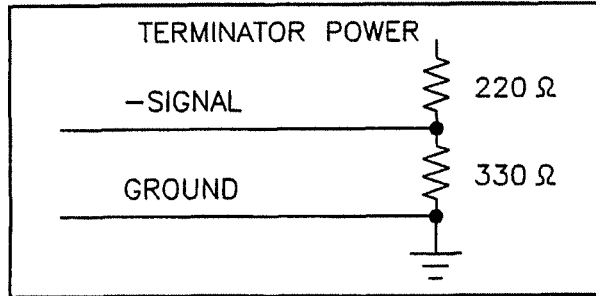 TERMINATOR POWER
220 Ω
-SIGNAL
330 Ω
GROUND